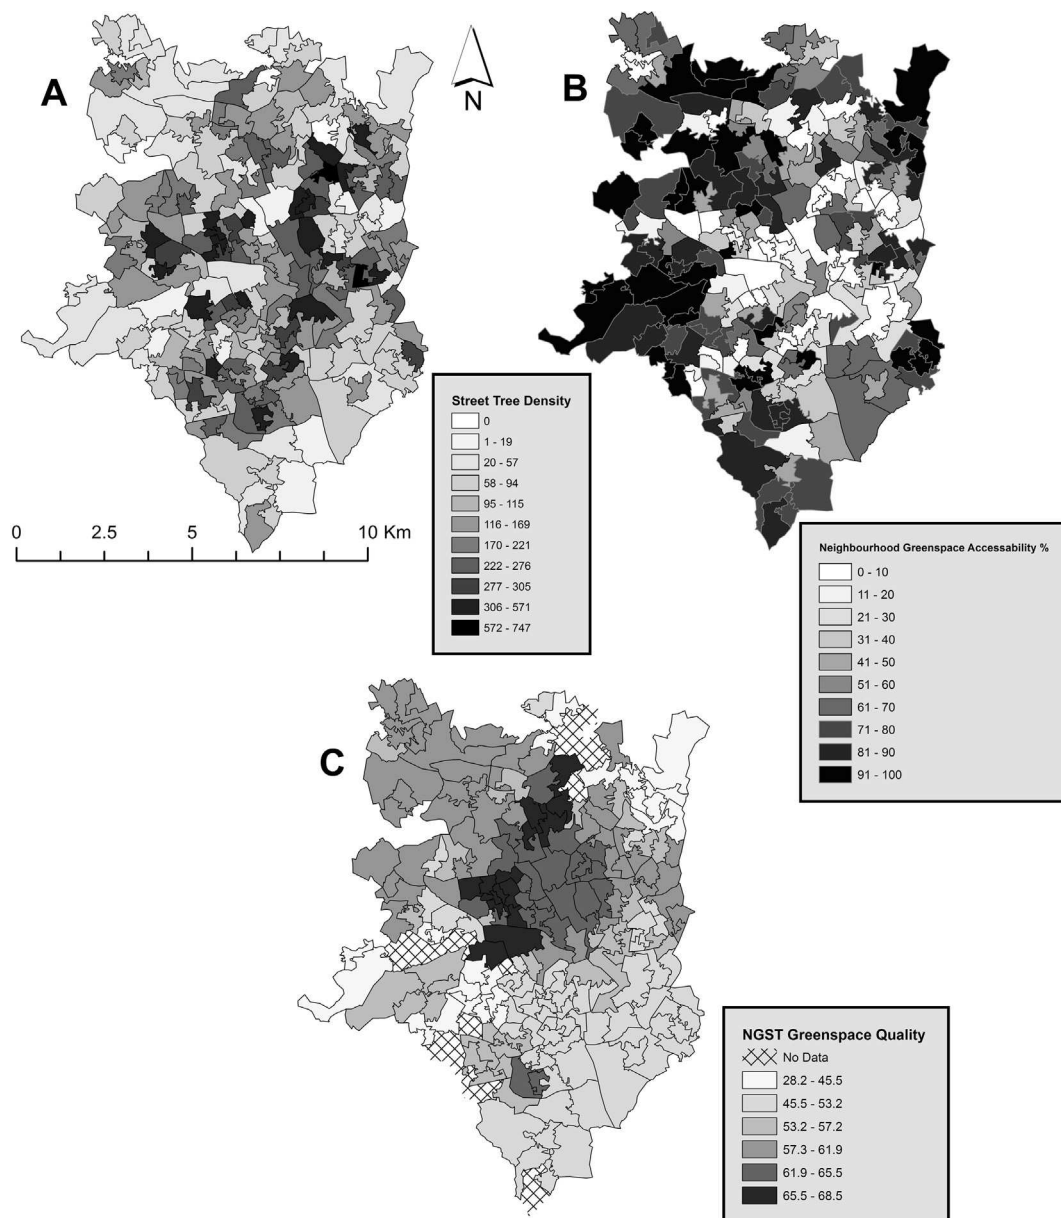 A
N
B
Street Tree Density
0
1 - 19
20 - 57
58 - 94
95 - 115
116 - 169
170 - 221
222 - 276
277 - 305
306 - 571
572 - 747
0 2.5 5 10 Km
Neighbourhood Greenspace Accessability %
0 - 10
11 - 20
21 - 30
31 - 40
41 - 50
51 - 60
61 - 70
71 - 80
81 - 90
91 - 100
C
NGST Greenspace Quality
No Data
28.2 - 45.5
45.5 - 53.2
53.2 - 57.2
57.3 - 61.9
61.9 - 65.5
65.5 - 68.5